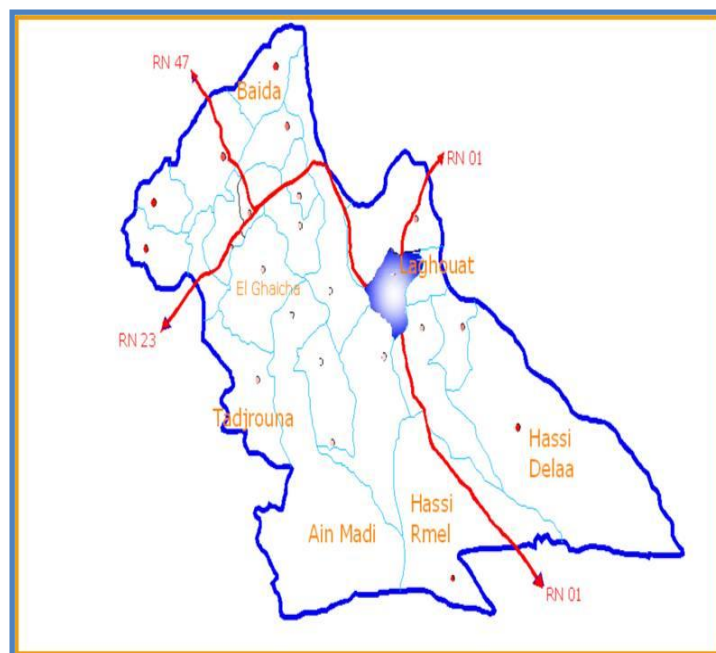 RN 47
Baida
RN 01
Laghouat
El Ghaicha
RN 23
Tadjrouna
Hassi
Delaa
Hassi
Rmel
Ain Madi
RN 01